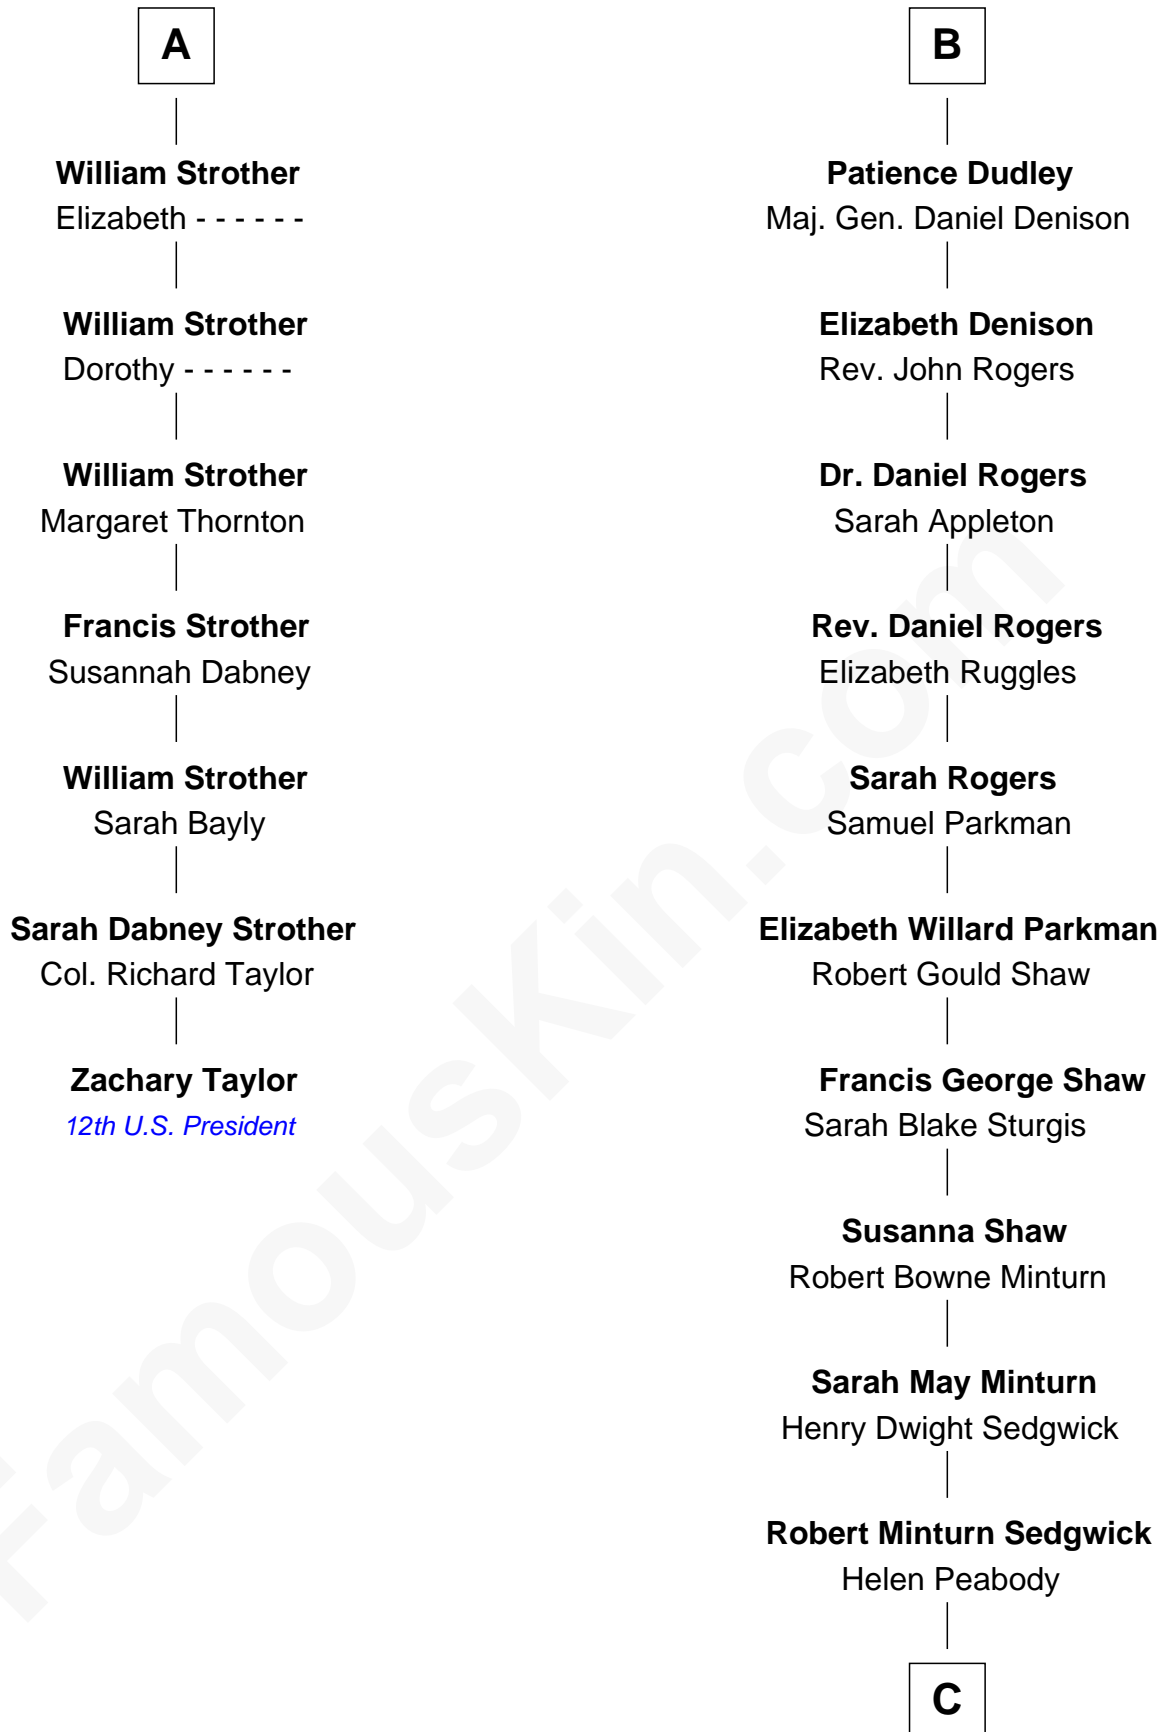 A
William Strother
Elizabeth - - - - - -
William Strother
Dorothy - - - - - -
William Strother
Margaret Thornton
Francis Strother
Susannah Dabney
William Strother
Sarah Bayly
Sarah Dabney Strother
Col. Richard Taylor
Zachary Taylor
12th U.S. President
B
Patience Dudley
Maj. Gen. Daniel Denison
Elizabeth Denison
Rev. John Rogers
Dr. Daniel Rogers
Sarah Appleton
Rev. Daniel Rogers
Elizabeth Ruggles
Sarah Rogers
Samuel Parkman
Elizabeth Willard Parkman
Robert Gould Shaw
Francis George Shaw
Sarah Blake Sturgis
Susanna Shaw
Robert Bowne Minturn
Sarah May Minturn
Henry Dwight Sedgwick
Robert Minturn Sedgwick
Helen Peabody
C
FamousKin.com